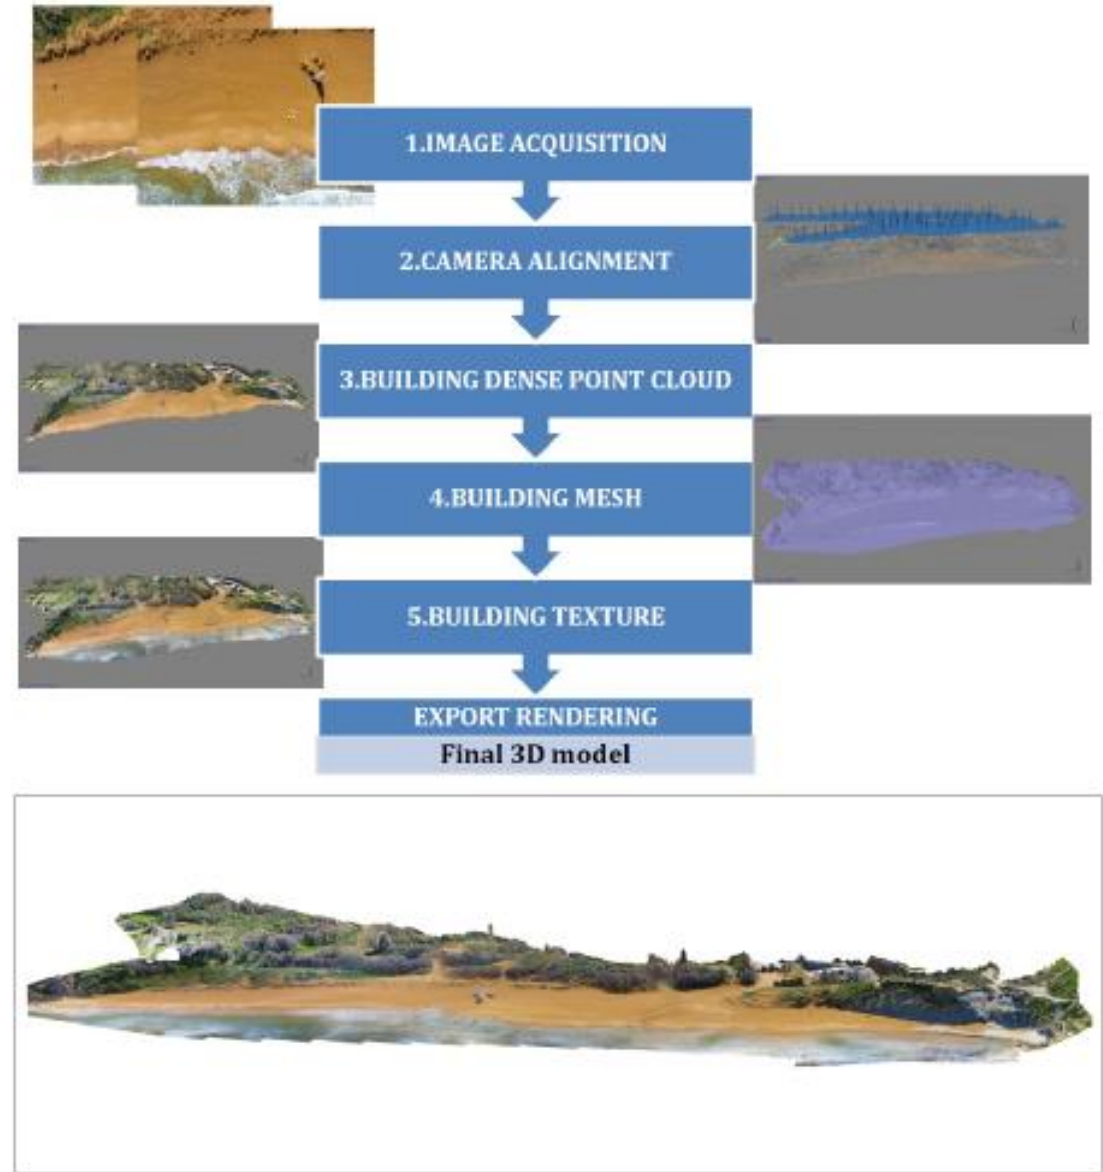 1.IMAGE ACQUISITION
2.CAMERA ALIGNMENT
3.BUILDING DENSE POINT CLOUD
4.BUILDING MESH
5.BUILDING TEXTURE
EXPORT RENDERING
Final 3D model